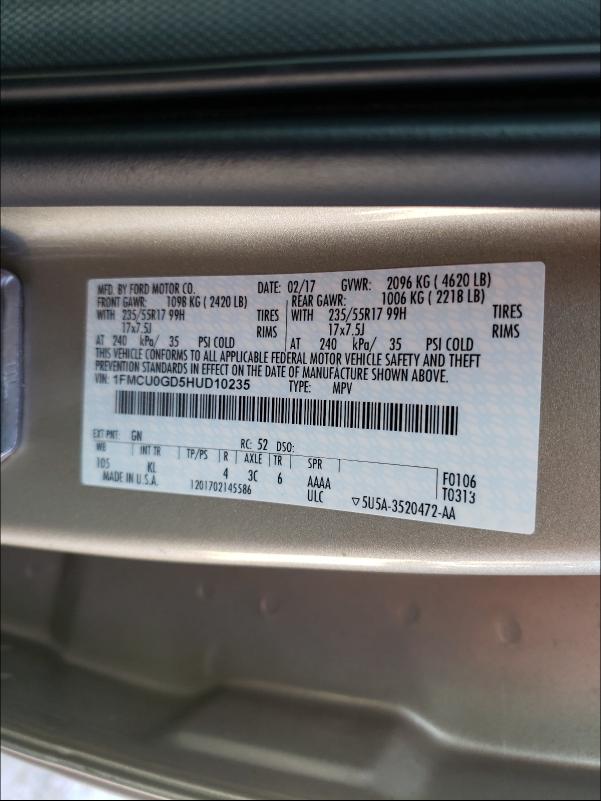 MFD. BY FORD MOTOR CO. DATE: 02/17 GVWR: 2096 KG ( 4620 LB)
FRONT GAWR: 1098 KG ( 2420 LB) REAR GAWR: 1006 KG ( 2218 LB)
WITH 235/55R17 99H TIRES WITH 235/55R17 99H TIRES
17x7.5J RIMS 17x7.5J RIMS
AT 240 kPa/ 35 PSI COLD AT 240 kPa/ 35 PSI COLD
THIS VEHICLE CONFORMS TO ALL APPLICABLE FEDERAL MOTOR VEHICLE SAFETY AND THEFT
PREVENTION STANDARDS IN EFFECT ON THE DATE OF MANUFACTURE SHOWN ABOVE.
VIN: 1FMCU0GD5HUD10235 TYPE: MPV
EXT PNT: GN RC: 52 DSO:
WB INT TR TP/PS R AXLE TR SPR
105 KL 4 3C 6 AAAA F0106
MADE IN U.S.A. 1201702145586 ULC T0313
▽5U5A-3520472-AA